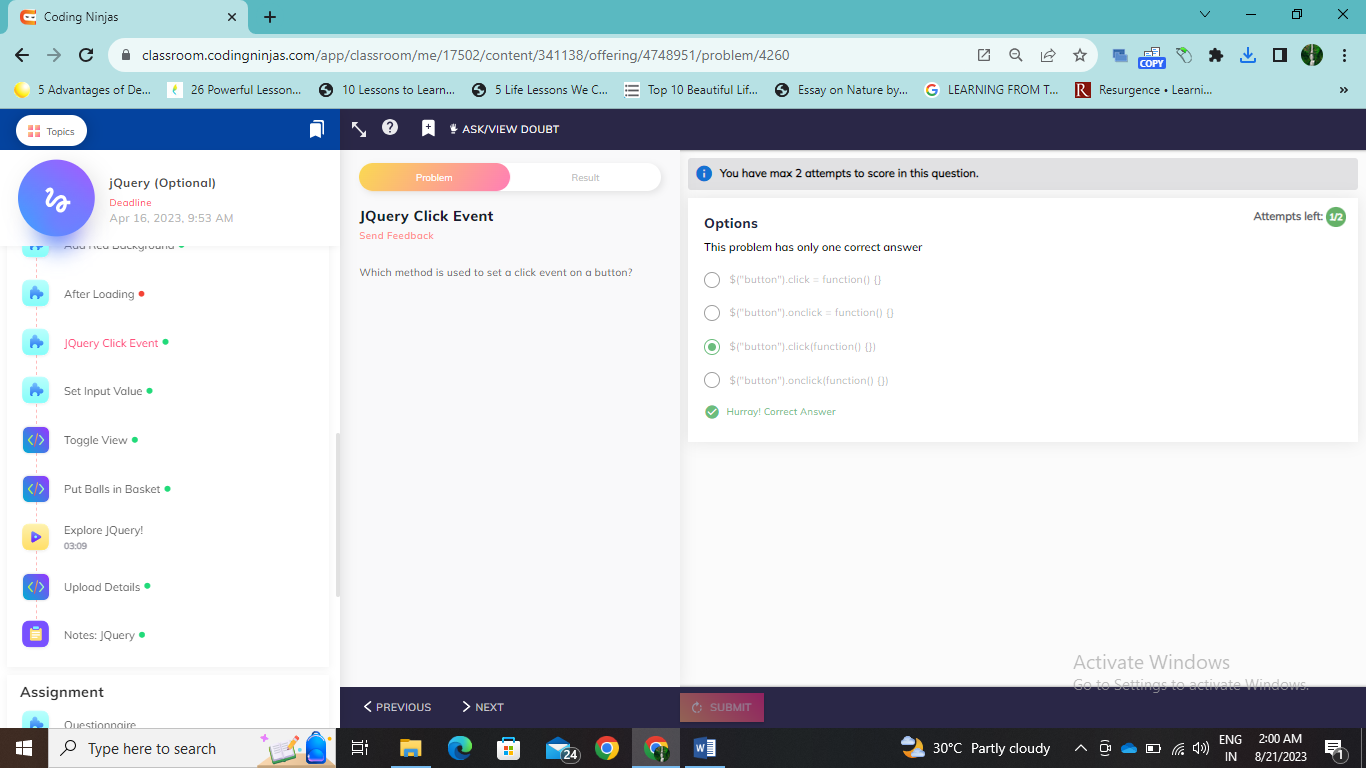 Coding Ninjas
classroom.codingninjas.com/app/classroom/me/17502/content/341138/offering/4748951/problem/4260
COPY
5 Advantages of De...
26 Powerful Lesson...
10 Lessons to Learn...
5 Life Lessons We C...
Top 10 Beautiful Lif...
Essay on Nature by...
LEARNING FROM T...
Resurgence • Learni...
Topics
ASK/VIEW DOUBT
jQuery (Optional)
Deadline
Apr 16, 2023, 9:53 AM
Add Red Background
After Loading
JQuery Click Event
Set Input Value
Toggle View
Put Balls in Basket
Explore JQuery!
03:09
Upload Details
Notes: JQuery
Assignment
Questionnaire
Problem
Result
JQuery Click Event
Send Feedback
Which method is used to set a click event on a button?
You have max 2 attempts to score in this question.
Options
Attempts left: 1/2
This problem has only one correct answer
$("button").click = function() {}
$("button").onclick = function() {}
$("button").click(function() {})
$("button").onclick(function() {})
Hurray! Correct Answer
Activate Windows
Go to Settings to activate Windows.
PREVIOUS
NEXT
SUBMIT
Type here to search
24
30°C Partly cloudy
ENG
IN
2:00 AM
8/21/2023
1